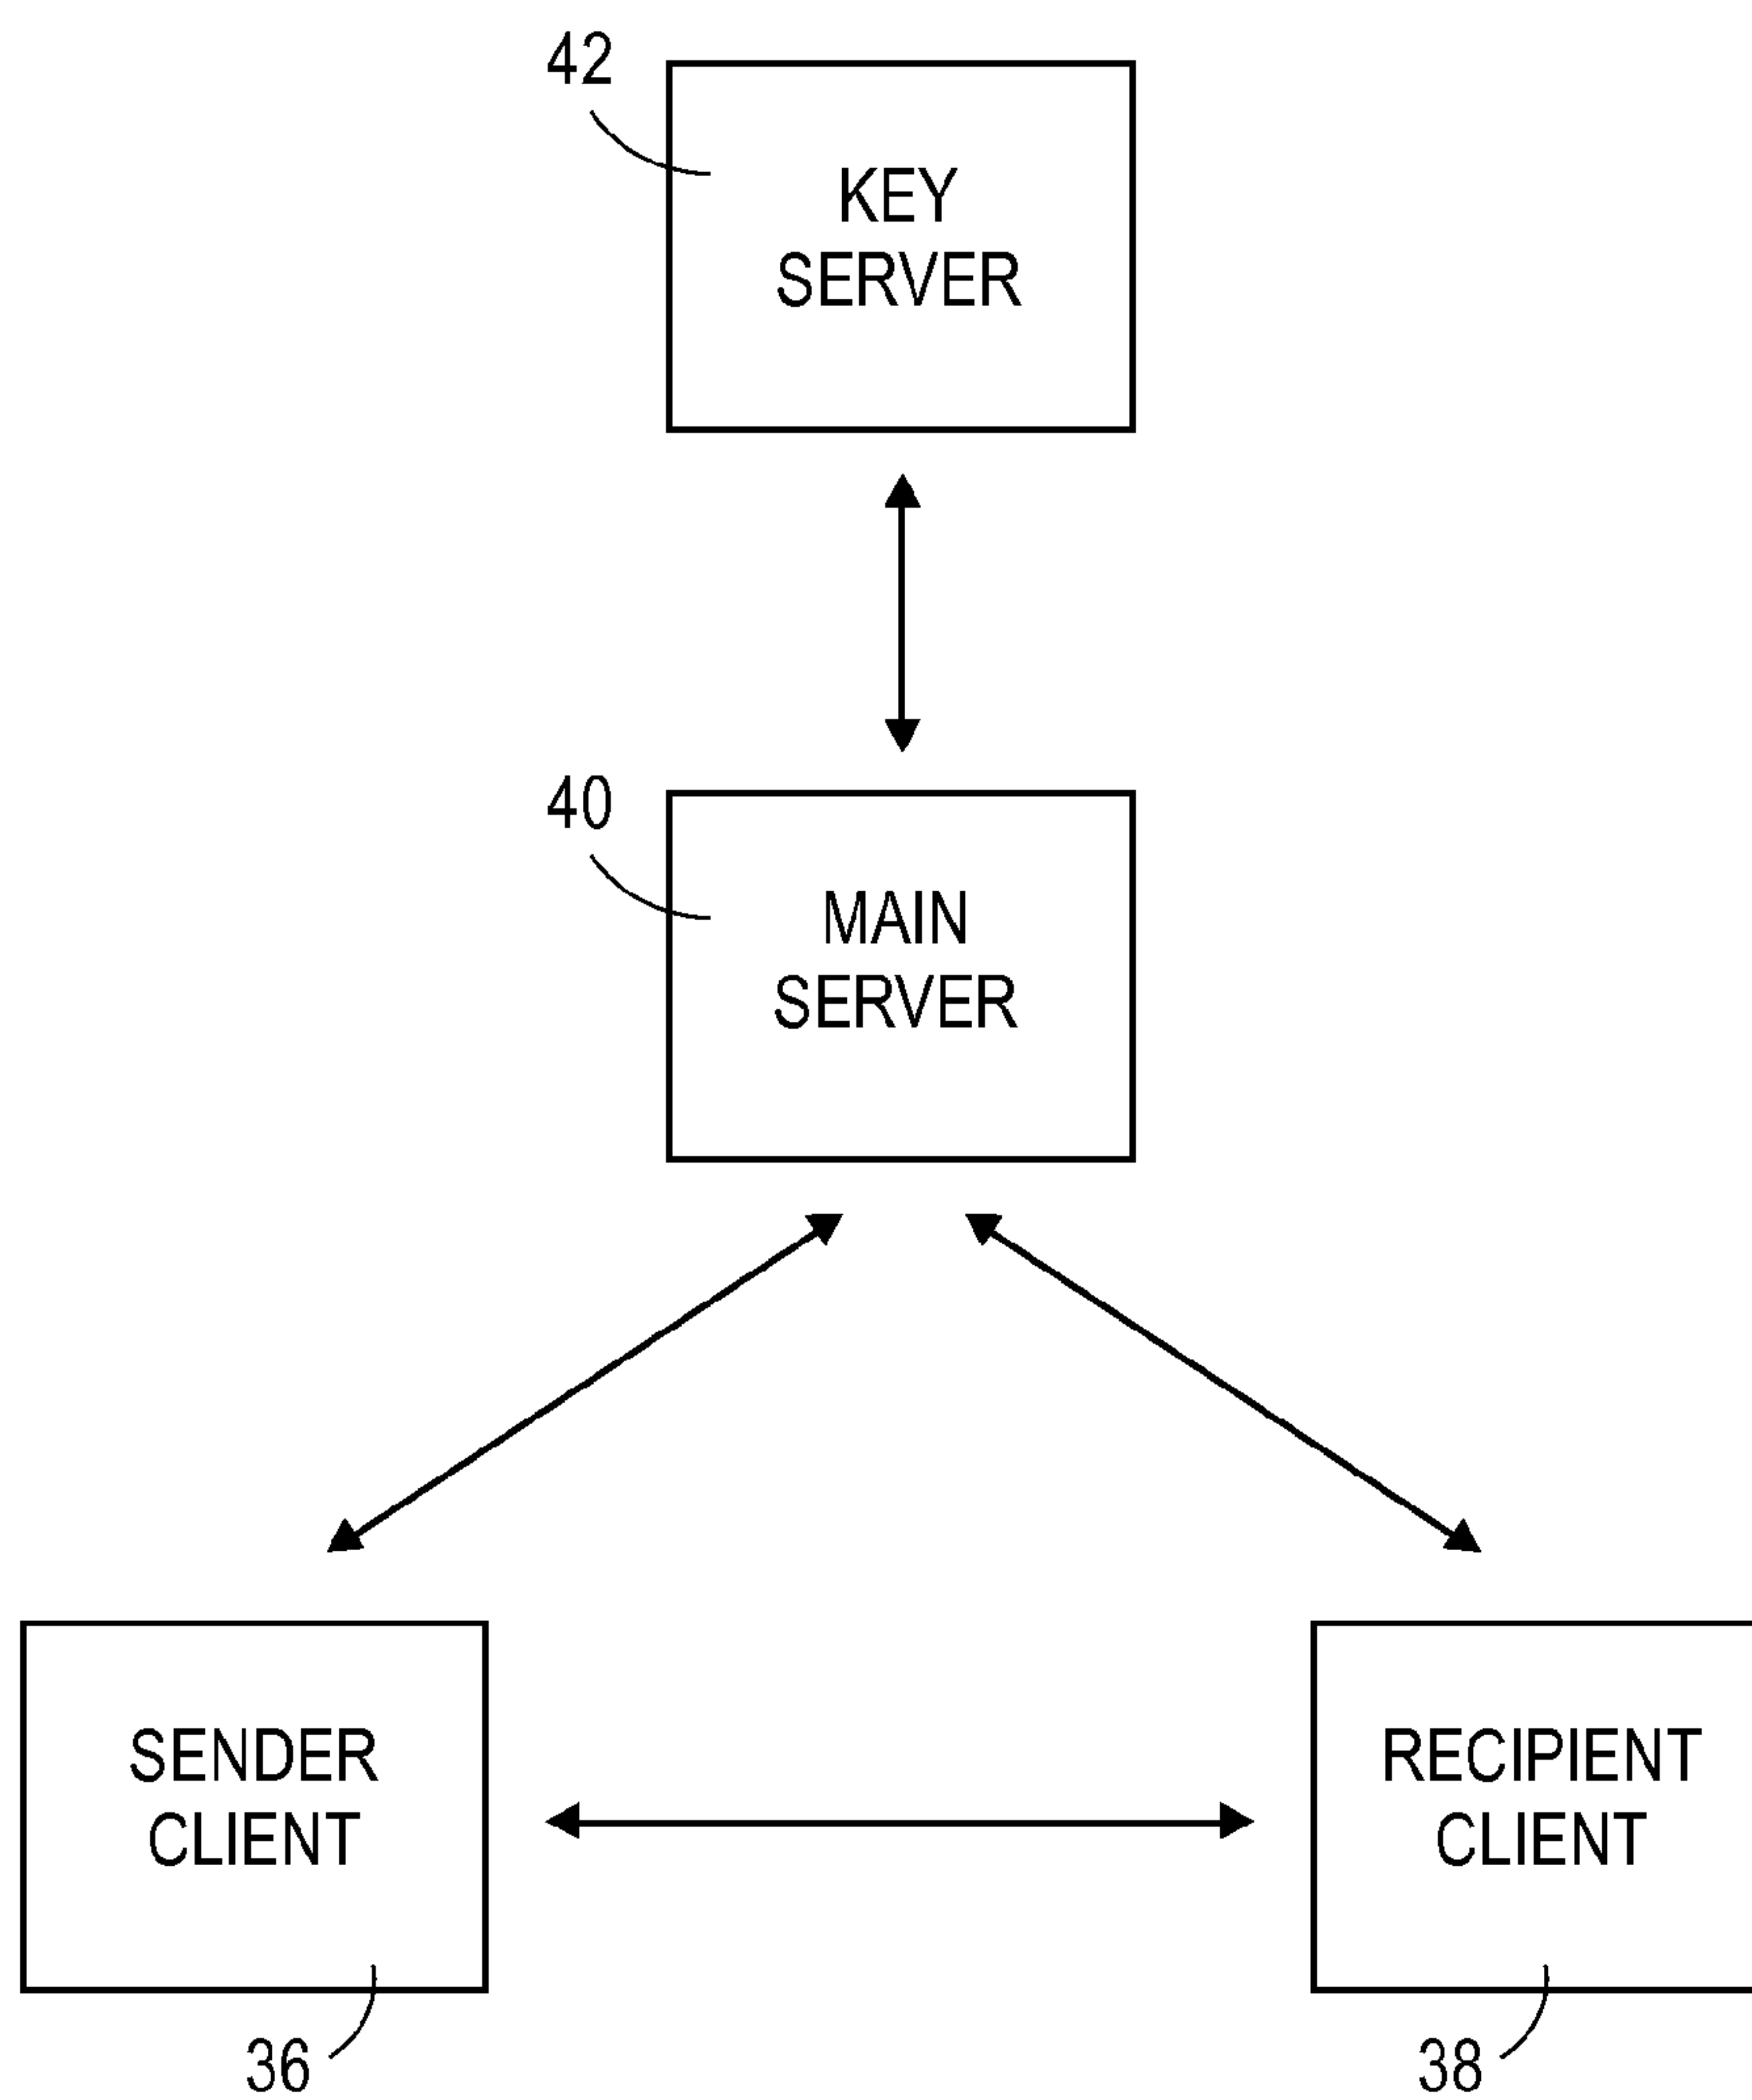 42
KEY
SERVER
40
MAIN
SERVER
SENDER
CLIENT
RECIPIENT
CLIENT
36
38